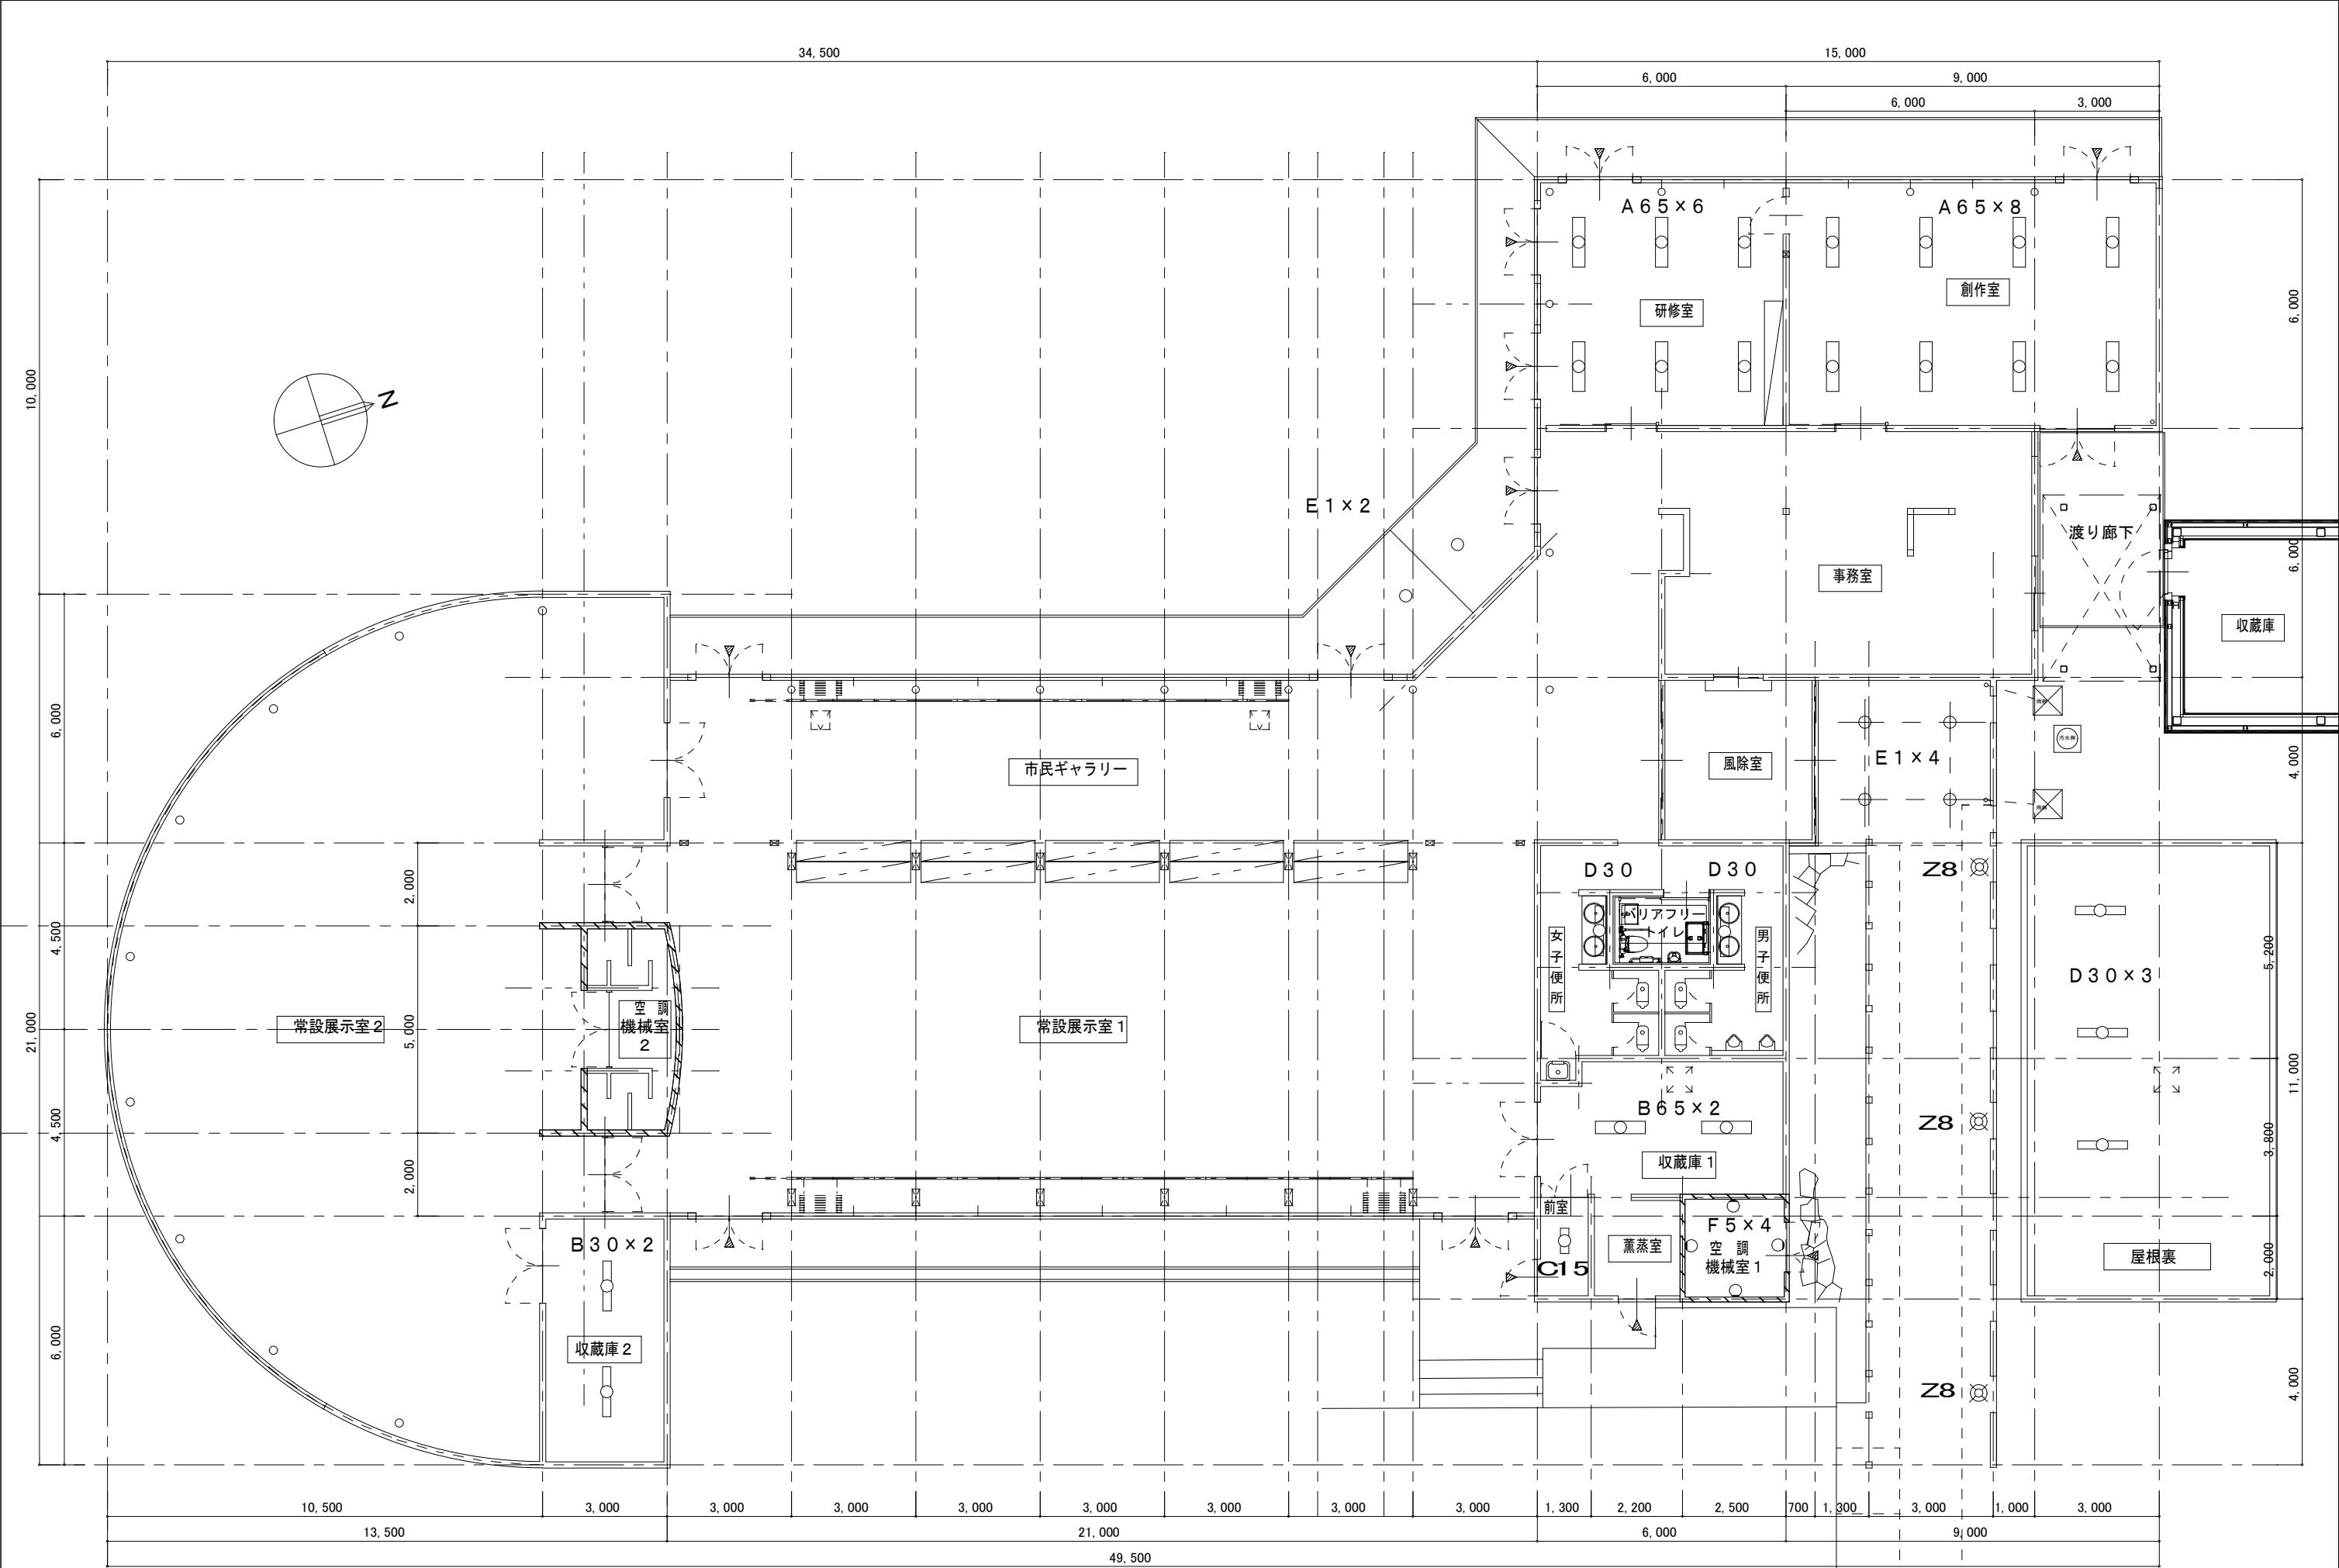 34,500
15,000
6,000
9,000
6,000
3,000
A65×6
A65×8
創作室
研修室
6,000
10,000
N
E1×2
渡り廊下
6,000
事務室
収蔵庫
6,000
市民ギャラリー
風除室
E1×4
汚水桝
4,000
2,000
D30
D30
Z8
バリアフリー
トイレ
女子便所
男子便所
4,500
5,200
D30×3
21,000
常設展示室2
5,000
空 調
機械室
2
常設展示室1
11,000
B65×2
Z8
4,500
3,800
2,000
収蔵庫1
前室
F5×4
B30×2
薫蒸室
空 調
機械室1
C15
屋根裏
2,000
6,000
収蔵庫2
Z8
4,000
10,500
3,000
3,000
3,000
3,000
3,000
3,000
3,000
3,000
1,300
2,200
2,500
700
1,300
3,000
1,000
3,000
13,500
21,000
6,000
9,000
49,500